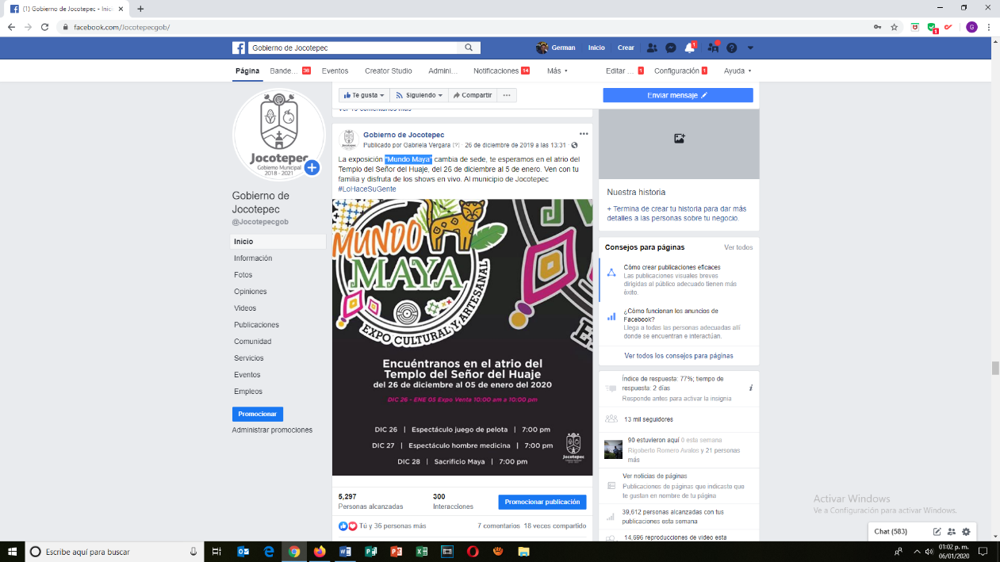 (1) Gobierno de Jocotepec - Inic
facebook.com/Jocotepecgob/
Gobierno de Jocotepec
German
Inicio
Crear
1
Página
Bande... 36
Eventos
Creator Studio
Admini...
Notificaciones 14
Más
Editar ... 1
Configuración 1
Ayuda
Te gusta
Siguiendo
Compartir
Enviar mensaje
Jocotepec
Gobierno Municipal
2018 - 2021
Gobierno de
Jocotepec
@Jocotepecgob
Inicio
Información
Fotos
Opiniones
Videos
Publicaciones
Comunidad
Servicios
Eventos
Empleos
Promocionar
Administrar promociones
Gobierno de Jocotepec
Publicado por Gabriela Vergara [?] · 26 de diciembre de 2019 a las 13:31 ·
La exposición "Mundo Maya" cambia de sede, te esperamos en el atrio del
Templo del Señor del Huaje, del 26 de diciembre al 5 de enero. Ven con tu
familia y disfruta de los shows en vivo. Al municipio de Jocotepec
#LoHaceSuGente
MUNDO
MAYA
EXPO CULTURAL Y ARTESANAL
Encuéntranos en el atrio del
Templo del Señor del Huaje
del 26 de diciembre al 05 de enero del 2020
DIC 26 - ENE 05 Expo Venta 10:00 am a 10:00 pm
DIC 26 | Espectáculo juego de pelota | 7:00 pm
DIC 27 | Espectáculo hombre medicina | 7:00 pm
DIC 28 | Sacrificio Maya | 7:00 pm
Jocotepec
5,297
Personas alcanzadas
300
Interacciones
Promocionar publicación
Tú y 36 personas más
7 comentarios 18 veces compartido
Nuestra historia
+ Termina de crear tu historia para dar más
detalles a las personas sobre tu negocio.
Consejos para páginas
Ver todos
Cómo crear publicaciones eficaces
Las publicaciones visuales breves
dirigidas al público adecuado tienen más
éxito.
¿Cómo funcionan los anuncios de
Facebook?
Llega a todas las personas adecuadas allí
donde se encuentran e interactúan.
Ver todos los consejos para páginas
Índice de respuesta: 77%; tiempo de
respuesta: 2 días
Responde antes para activar la insignia
13 mil seguidores
90 estuvieron aquí 0 esta semana
Rigoberto Romero Avalos y 21 personas
más
Ver noticias de páginas
Publicaciones de páginas que indicaste que
te gustan en nombre de tu página
39,612 personas alcanzadas con tus
publicaciones esta semana
14,696 reproducciones de video esta
Activar Windows
Ve a Configuración para activar Windows.
Chat (583)
Escribe aquí para buscar
01:02 p. m.
06/01/2020